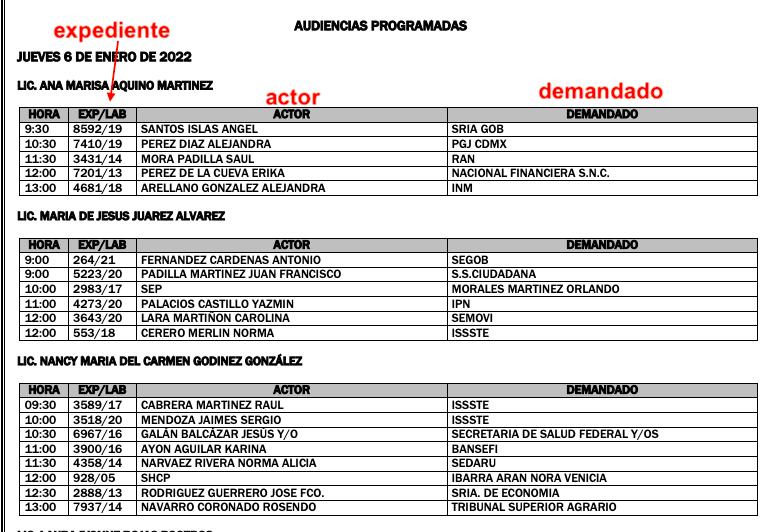 expediente
AUDIENCIAS PROGRAMADAS
JUEVES 6 DE ENERO DE 2022
LIC. ANA MARISA AQUINO MARTINEZ
actor
demandado
HORA EXP/LAB ACTOR DEMANDADO
9:30 8592/19 SANTOS ISLAS ANGEL SRIA GOB
10:30 7410/19 PEREZ DIAZ ALEJANDRA PGJ CDMX
11:30 3431/14 MORA PADILLA SAUL RAN
12:00 7201/13 PEREZ DE LA CUEVA ERIKA NACIONAL FINANCIERA S.N.C.
13:00 4681/18 ARELLANO GONZALEZ ALEJANDRA INM
LIC. MARIA DE JESUS JUAREZ ALVAREZ
HORA EXP/LAB ACTOR DEMANDADO
9:00 264/21 FERNANDEZ CARDENAS ANTONIO SEGOB
9:00 5223/20 PADILLA MARTINEZ JUAN FRANCISCO S.S.CIUDADANA
10:00 2983/17 SEP MORALES MARTINEZ ORLANDO
11:00 4273/20 PALACIOS CASTILLO YAZMIN IPN
12:00 3643/20 LARA MARTIÑON CAROLINA SEMOVI
12:00 553/18 CERERO MERLIN NORMA ISSSTE
LIC. NANCY MARIA DEL CARMEN GODINEZ GONZÁLEZ
HORA EXP/LAB ACTOR DEMANDADO
09:30 3589/17 CABRERA MARTINEZ RAUL ISSSTE
10:00 3518/20 MENDOZA JAIMES SERGIO ISSSTE
10:30 6967/16 GALÁN BALCÁZAR JESÚS Y/O SECRETARIA DE SALUD FEDERAL Y/OS
11:00 3900/16 AYON AGUILAR KARINA BANSEFI
11:30 4358/14 NARVAEZ RIVERA NORMA ALICIA SEDARU
12:00 928/05 SHCP IBARRA ARAN NORA VENICIA
12:30 2888/13 RODRIGUEZ GUERRERO JOSE FCO. SRIA. DE ECONOMIA
13:00 7937/14 NAVARRO CORONADO ROSENDO TRIBUNAL SUPERIOR AGRARIO